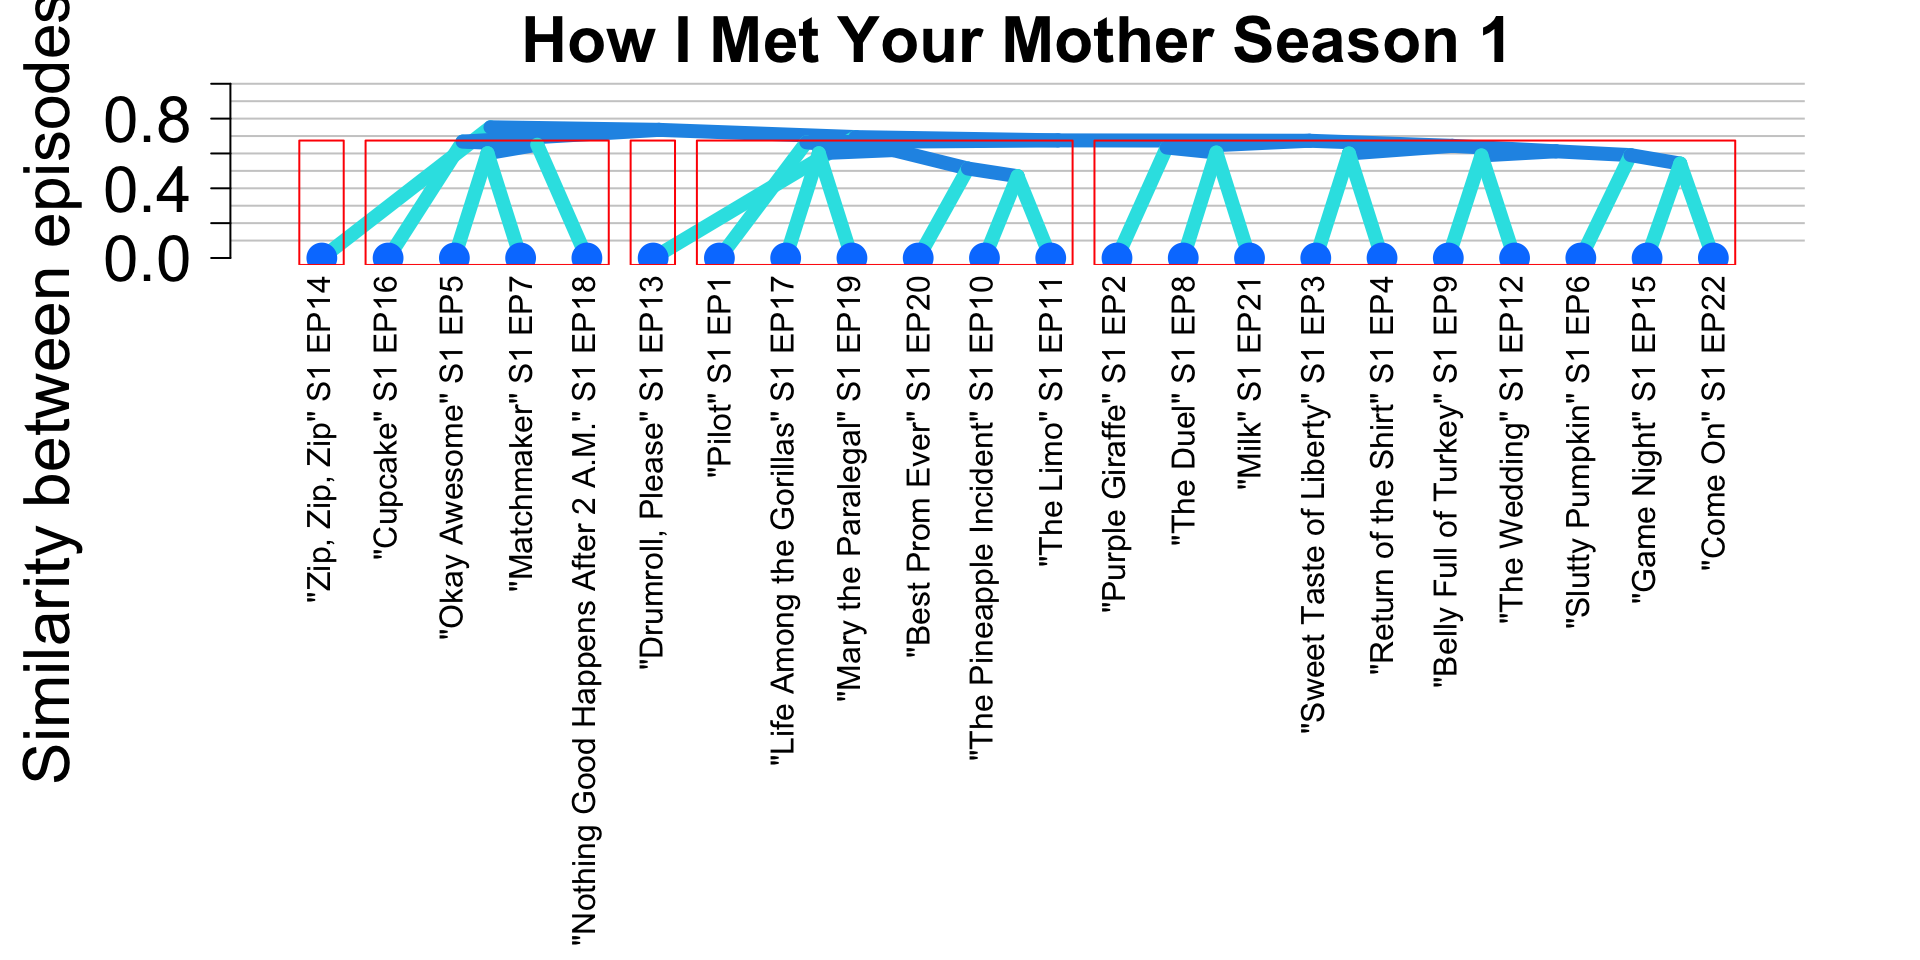 How I Met Your Mother Season 1
Similarity between episodes
0.8
0.4
0.0
"Zip, Zip, Zip" S1 EP14
"Cupcake" S1 EP16
"Okay Awesome" S1 EP5
"Matchmaker" S1 EP7
"Nothing Good Happens After 2 A.M." S1 EP18
"Drumroll, Please" S1 EP13
"Pilot" S1 EP1
"Life Among the Gorillas" S1 EP17
"Mary the Paralegal" S1 EP19
"Best Prom Ever" S1 EP20
"The Pineapple Incident" S1 EP10
"The Limo" S1 EP11
"Purple Giraffe" S1 EP2
"The Duel" S1 EP8
"Milk" S1 EP21
"Sweet Taste of Liberty" S1 EP3
"Return of the Shirt" S1 EP4
"Belly Full of Turkey" S1 EP9
"The Wedding" S1 EP12
"Slutty Pumpkin" S1 EP6
"Game Night" S1 EP15
"Come On" S1 EP22